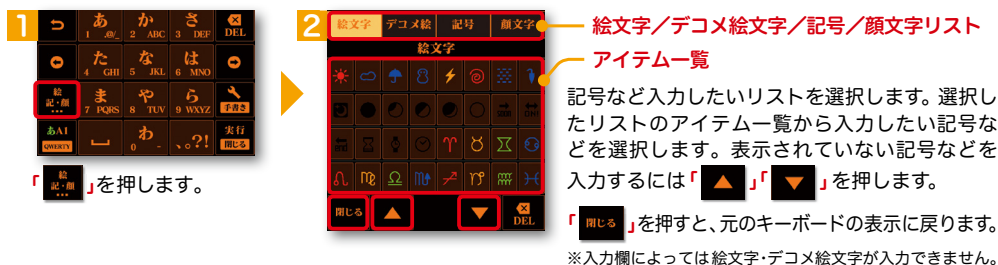 1
あ か さ DEL
1 .@/_ 2 ABC 3 DEF
た な は
4 GHI 5 JKL 6 MNO
絵 記・顔 ま や ら 手書き
7 PQRS 8 TUV 9 WXYZ
あA1 QWERTY わ 、。?! 実行 閉じる
0 -
「絵 記・顔」を押します。
2
絵文字 デコメ絵 記号 顔文字
絵文字
閉じる ▲ ▼ DEL
絵文字／デコメ絵文字／記号／顔文字リスト
アイテム一覧
記号など入力したいリストを選択します。選択し
たリストのアイテム一覧から入力したい記号な
どを選択します。表示されていない記号などを
入力するには「▲」「▼」を押します。
「閉じる」を押すと、元のキーボードの表示に戻ります。
※入力欄によっては絵文字・デコメ絵文字が入力できません。